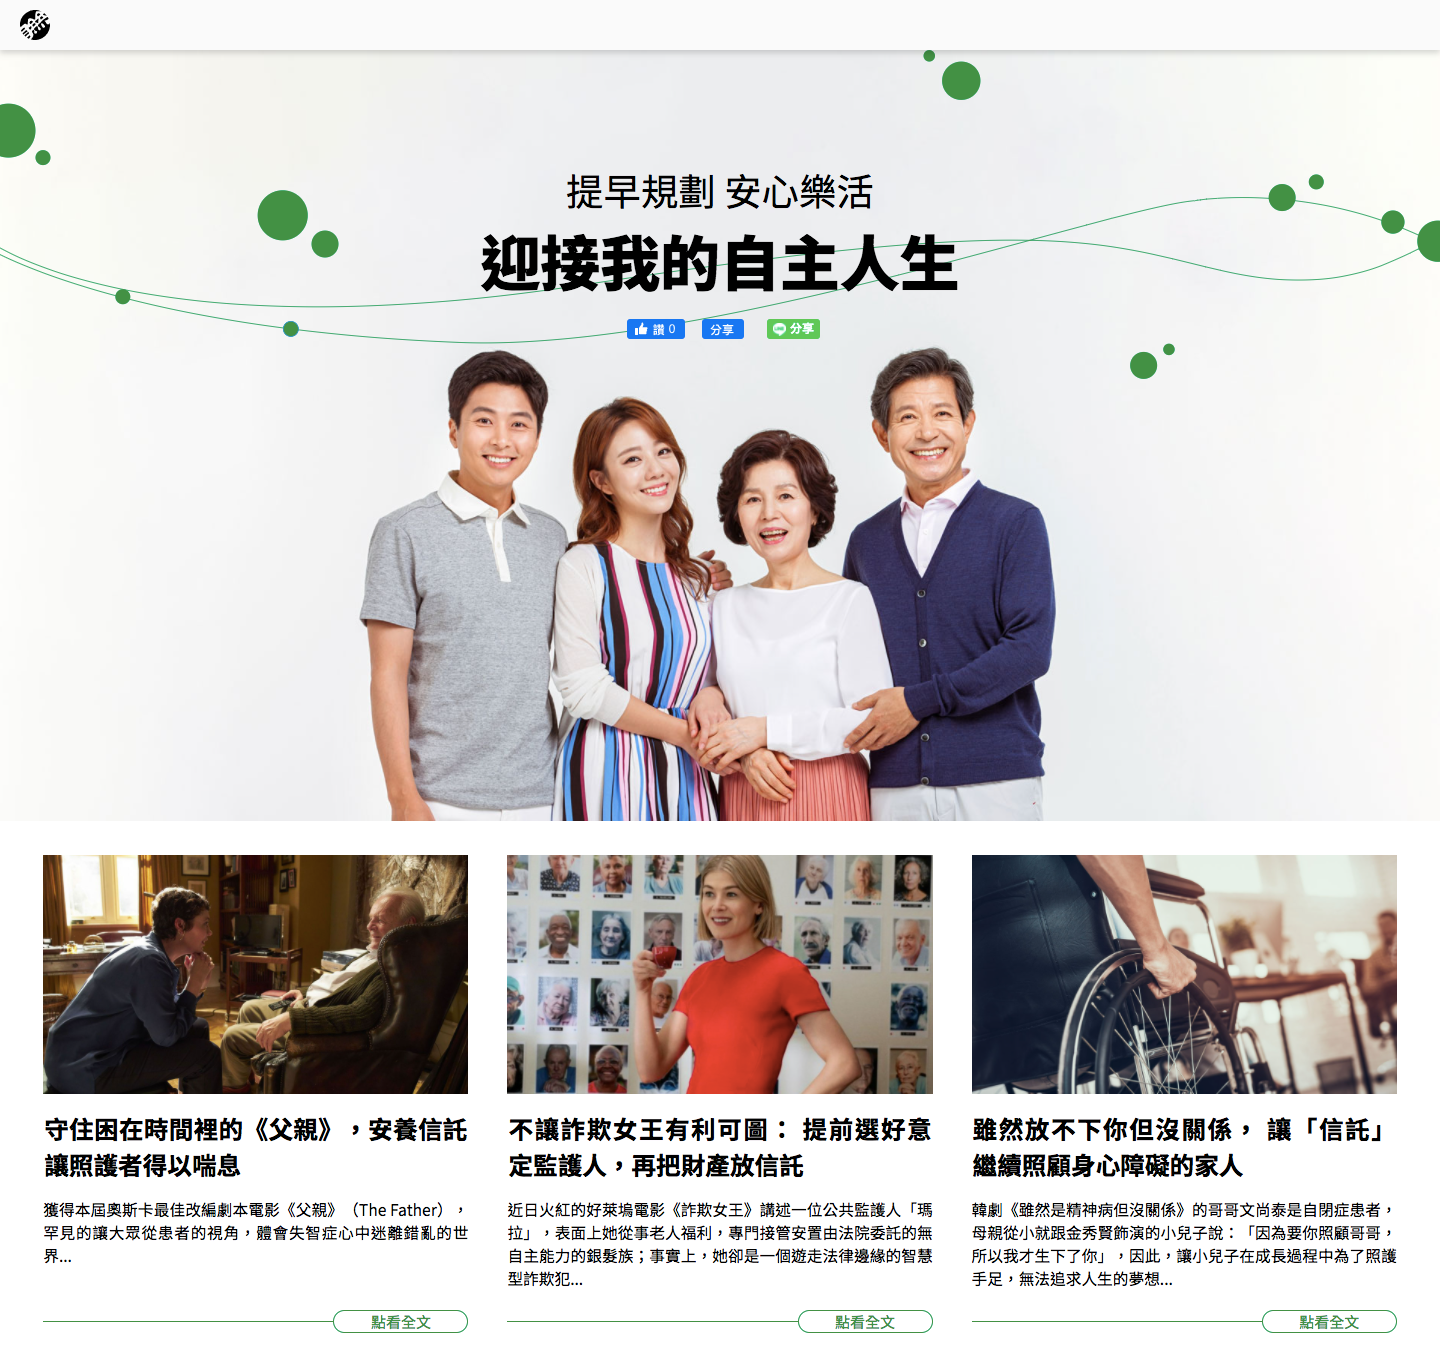 提早規劃 安心樂活
迎接我的自主人生
讚 0
分享
分享
守住困在時間裡的《父親》，安養信託
讓照護者得以喘息
獲得本屆奧斯卡最佳改編劇本電影《父親》（The Father），
罕見的讓大眾從患者的視角，體會失智症心中迷離錯亂的世
界...
點看全文
不讓詐欺女王有利可圖： 提前選好意
定監護人，再把財產放信託
近日火紅的好萊塢電影《詐欺女王》講述一位公共監護人「瑪
拉」，表面上她從事老人福利，專門接管安置由法院委託的無
自主能力的銀髮族；事實上，她卻是一個遊走法律邊緣的智慧
型詐欺犯...
點看全文
雖然放不下你但沒關係， 讓「信託」
繼續照顧身心障礙的家人
韓劇《雖然是精神病但沒關係》的哥哥文尚泰是自閉症患者，
母親從小就跟金秀賢飾演的小兒子說：「因為要你照顧哥哥，
所以我才生下了你」，因此，讓小兒子在成長過程中為了照護
手足，無法追求人生的夢想...
點看全文